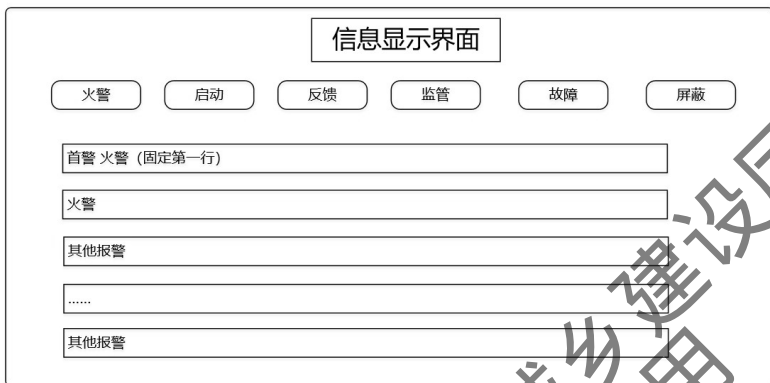 信息显示界面
火警 启动 反馈 监管 故障 屏蔽
首警 火警（固定第一行）
火警
其他报警
......
其他报警
乡建设
用